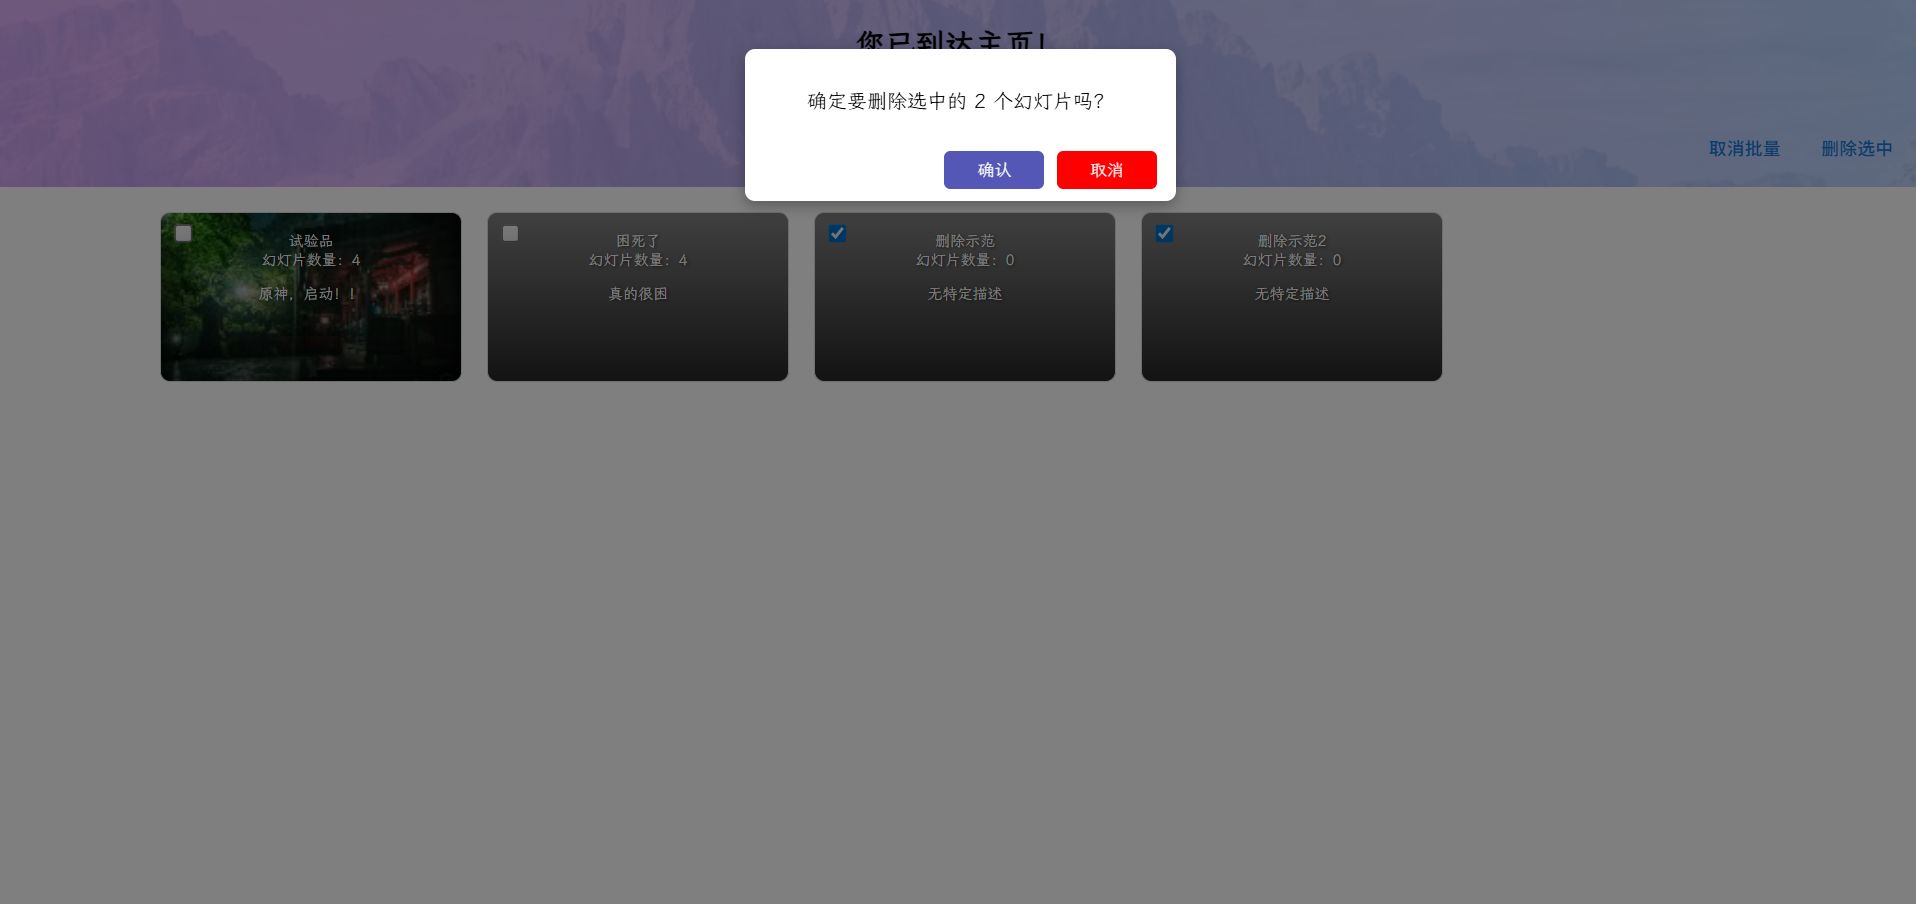 您已到达主页!
确定要删除选中的 2 个幻灯片吗?
确认
取消
取消批量
删除选中
试验品
幻灯片数量: 4
原神, 启动! !
困死了
幻灯片数量: 4
真的很困
删除示范
幻灯片数量: 0
无特定描述
删除示范2
幻灯片数量: 0
无特定描述